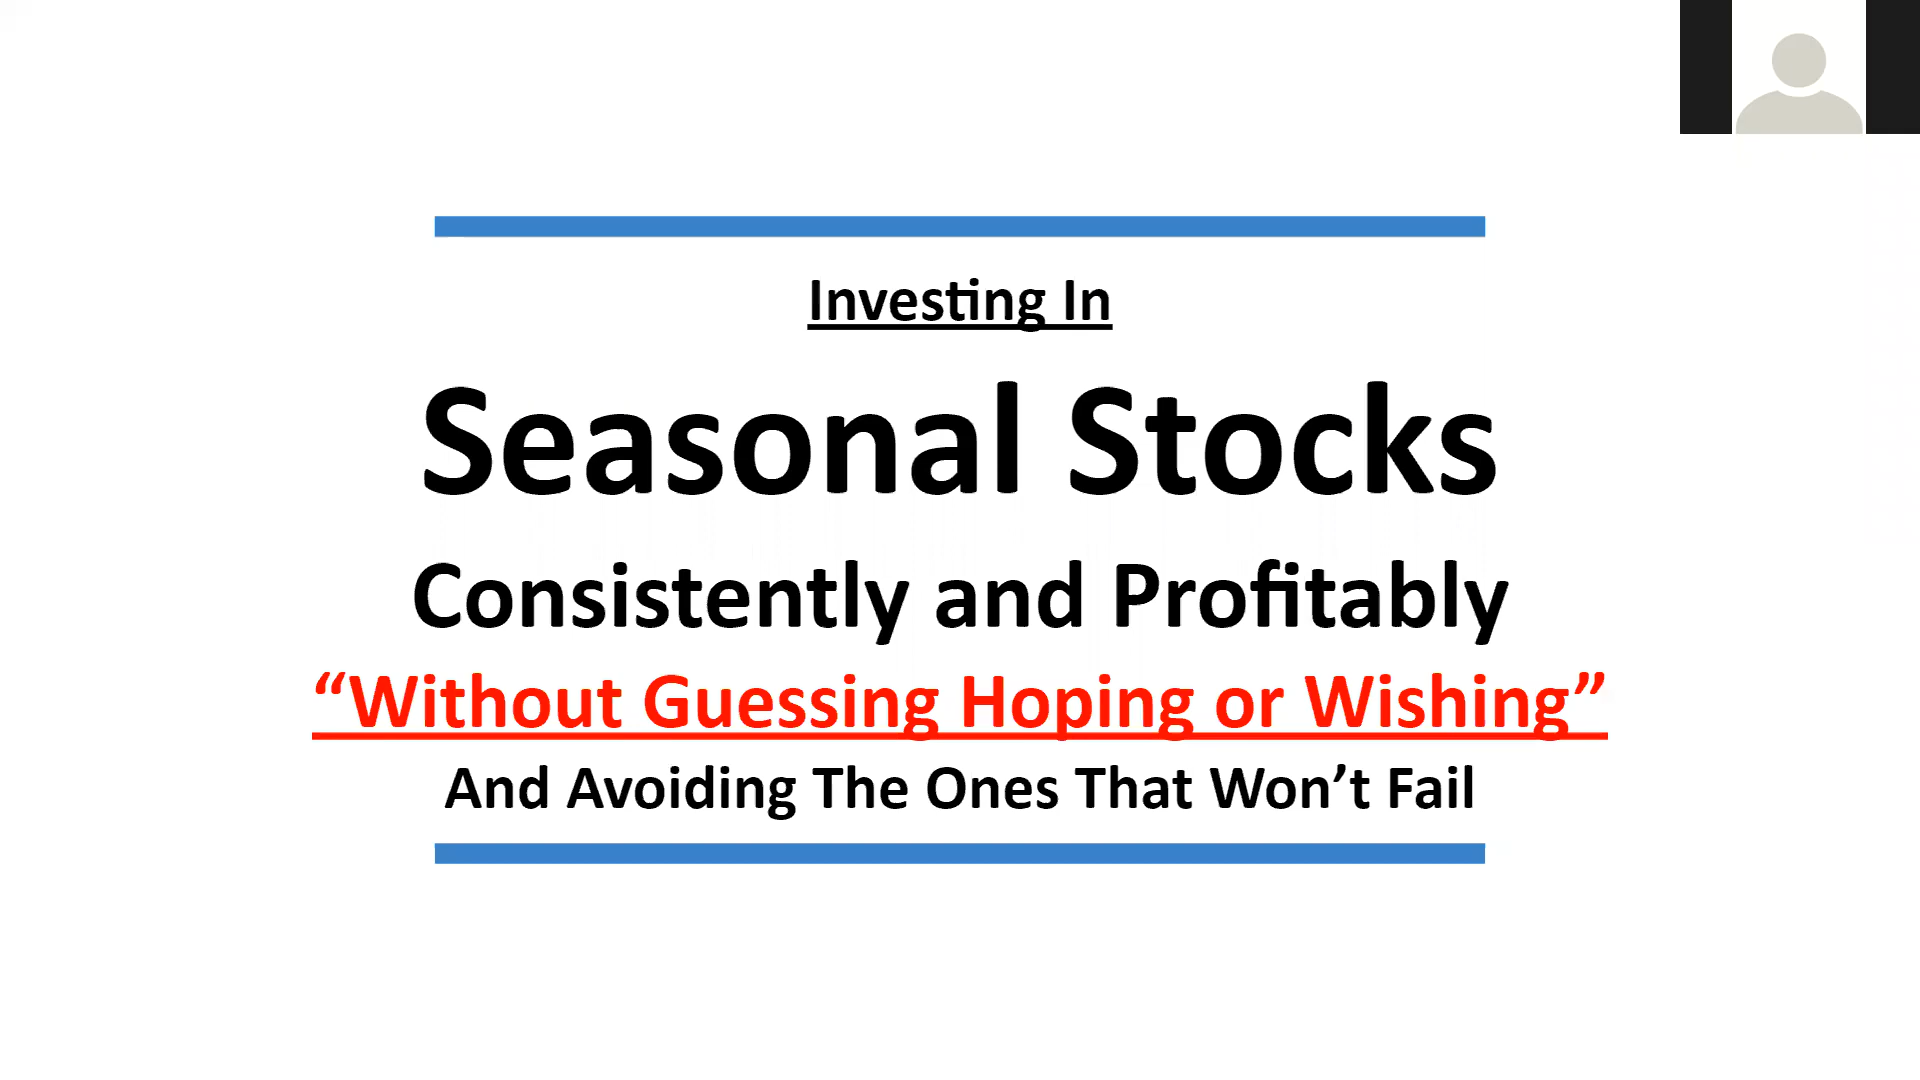 Investing In
Seasonal Stocks
Consistently and Profitably
“Without Guessing Hoping or Wishing”
And Avoiding The Ones That Won’t Fail